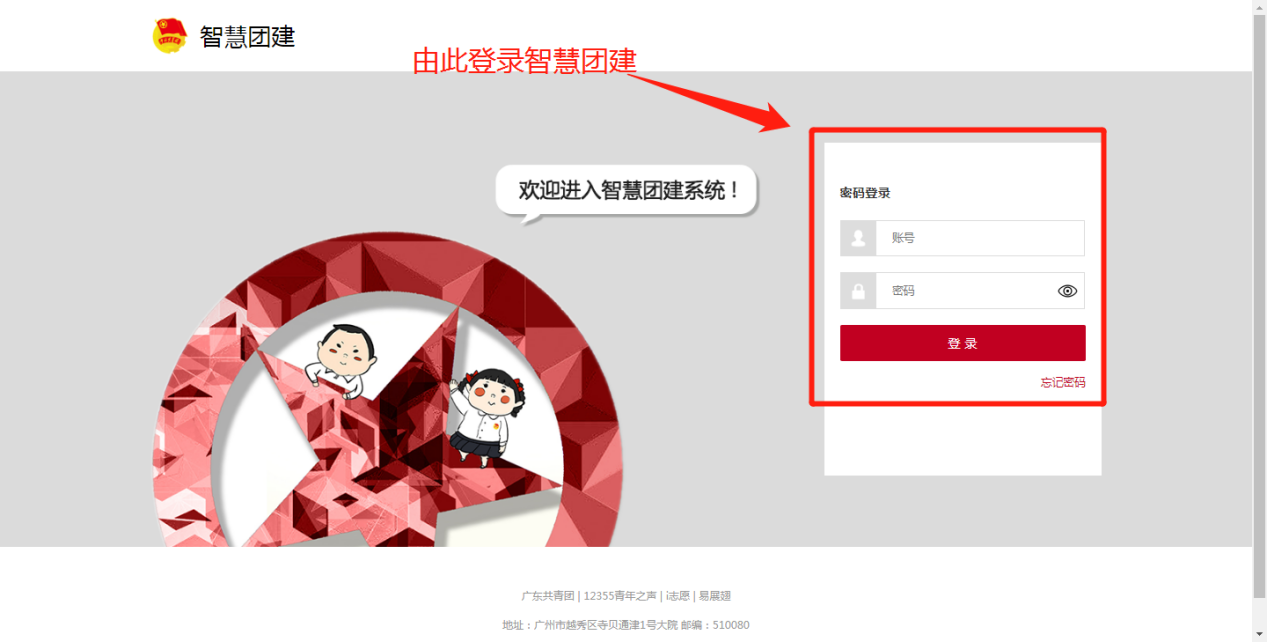 智慧团建
由此登录智慧团建
欢迎进入智慧团建系统！
密码登录
账号
密码
登 录
忘记密码
广东共青团 | 12355青年之声 | i志愿 | 易展翅
地址：广州市越秀区寺贝通津1号大院 邮编：510080